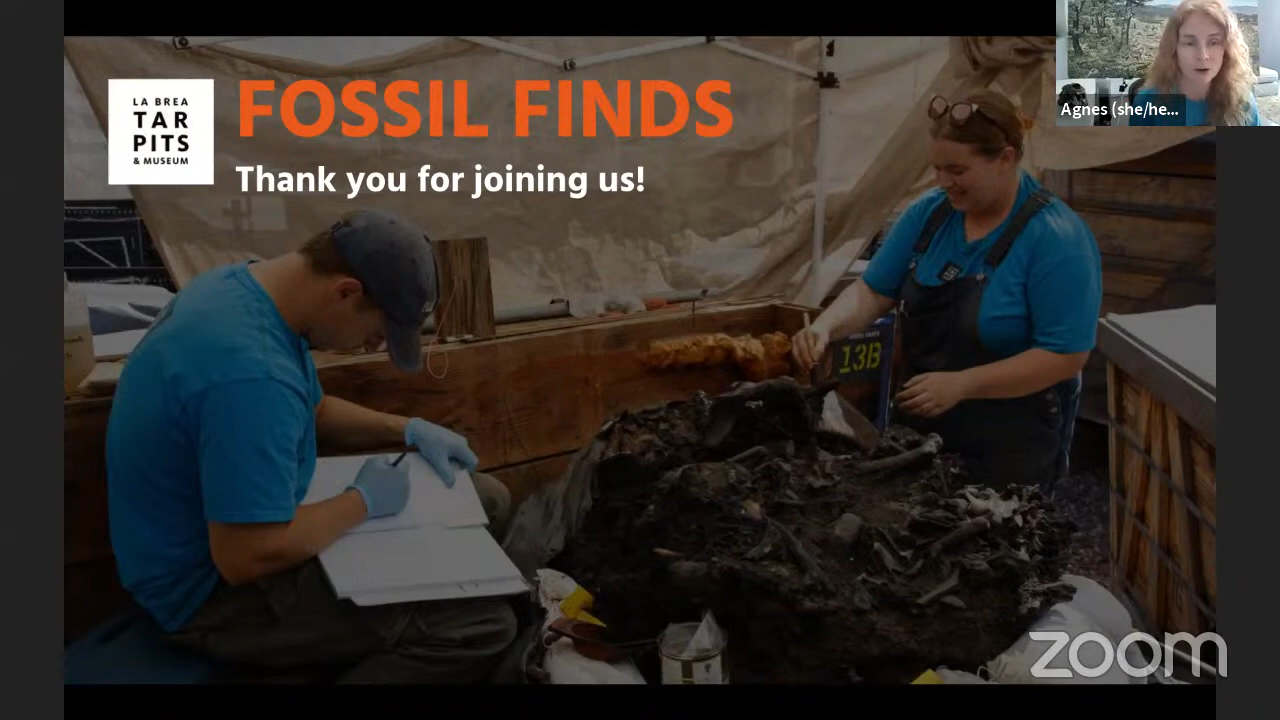 LA BREA
TAR
PITS
& MUSEUM
FOSSIL FINDS
Thank you for joining us!
Agnes (she/he...
13B
zoom